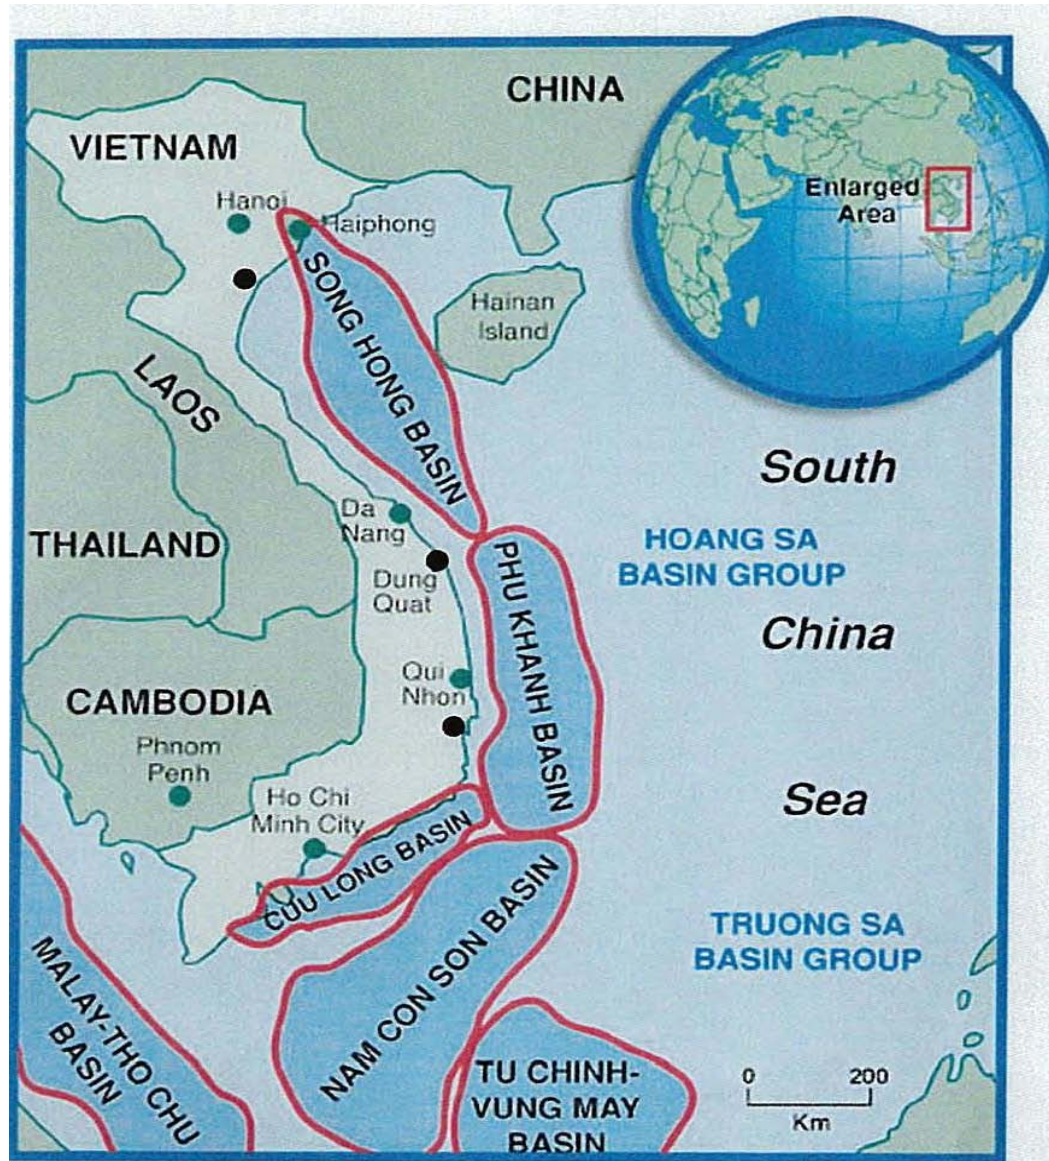 CHINA
VIETNAM
Enlarged
Area
Hanoi
Haiphong
SONG HONG BASIN
Hainan
Island
LAOS
South
Da
Nang
THAILAND
HOANG SA
BASIN GROUP
Dung
Quat
PHU KHANH BASIN
China
Qui
Nhon
CAMBODIA
Phnom
Penh
Ho Chi
Minh City
Sea
CUU LONG BASIN
TRUONG SA
BASIN GROUP
MALAY-THO CHU
BASIN
NAM CON SON BASIN
TU CHINH-
VUNG MAY
BASIN
0 200
Km